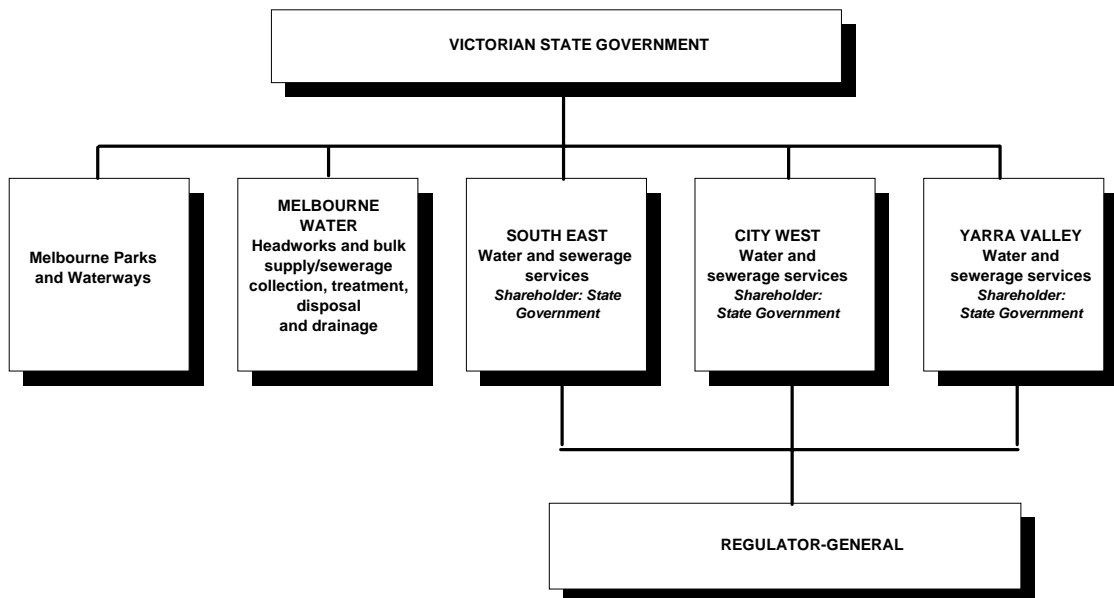 VICTORIAN STATE GOVERNMENT
Melbourne Parks
and Waterways
MELBOURNE
WATER
Headworks and bulk
supply/sewerage
collection, treatment,
disposal
and drainage
SOUTH EAST
Water and sewerage
services
Shareholder: State
Government
CITY WEST
Water and
sewerage services
Shareholder:
State Government
YARRA VALLEY
Water and
sewerage services
Shareholder:
State Government
REGULATOR-GENERAL